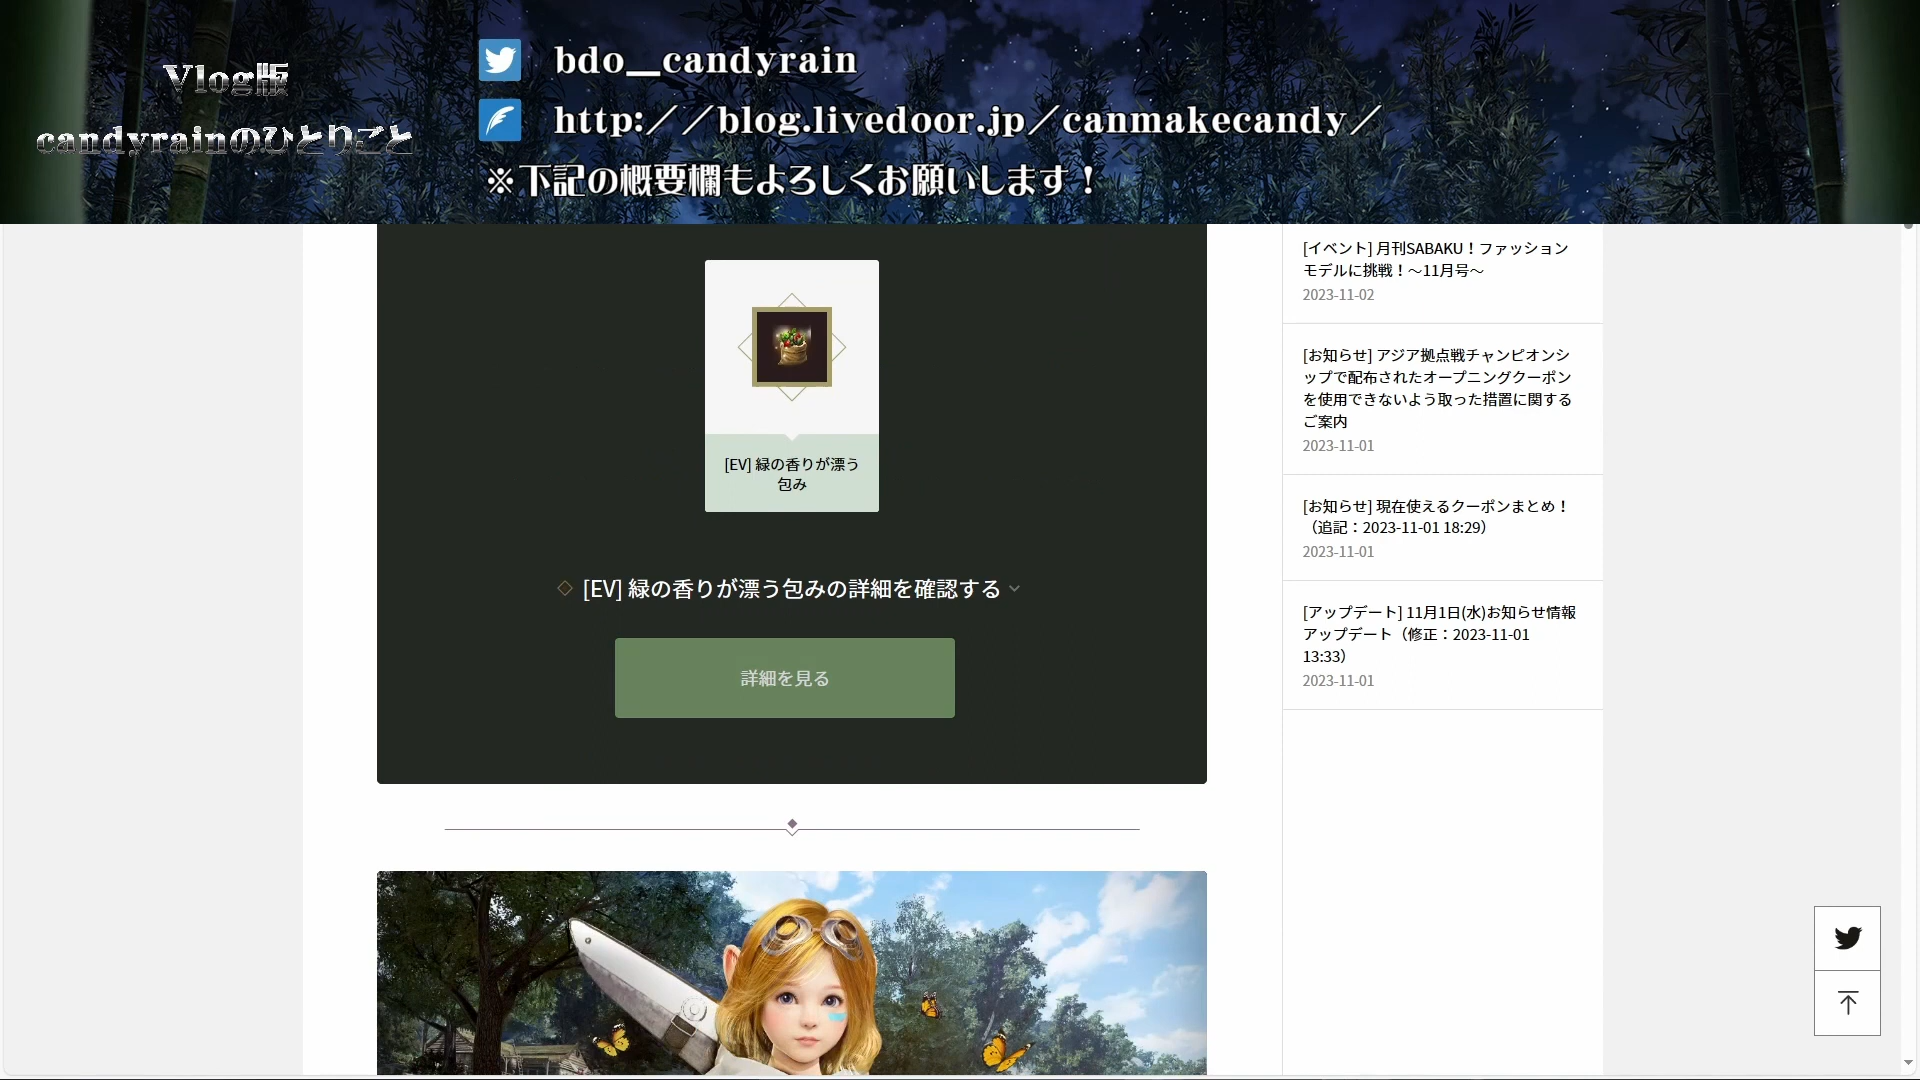 Vlog版
candyrainのひとりごと
bdo__candyrain
http://blog.livedoor.jp/canmakecandy/
※下記の概要欄もよろしくお願いします！
[EV] 緑の香りが漂う
包み
◇ [EV] 緑の香りが漂う包みの詳細を確認する
詳細を見る
[イベント] 月刊SABAKU！ファッション
モデルに挑戦！～11月号～
2023-11-02
[お知らせ] アジア拠点戦チャンピオンシ
ップで配布されたオープニングクーポン
を使用できないよう取った措置に関する
ご案内
2023-11-01
[お知らせ] 現在使えるクーポンまとめ！
（追記：2023-11-01 18:29）
2023-11-01
[アップデート] 11月1日(水)お知らせ情報
アップデート（修正：2023-11-01
13:33）
2023-11-01